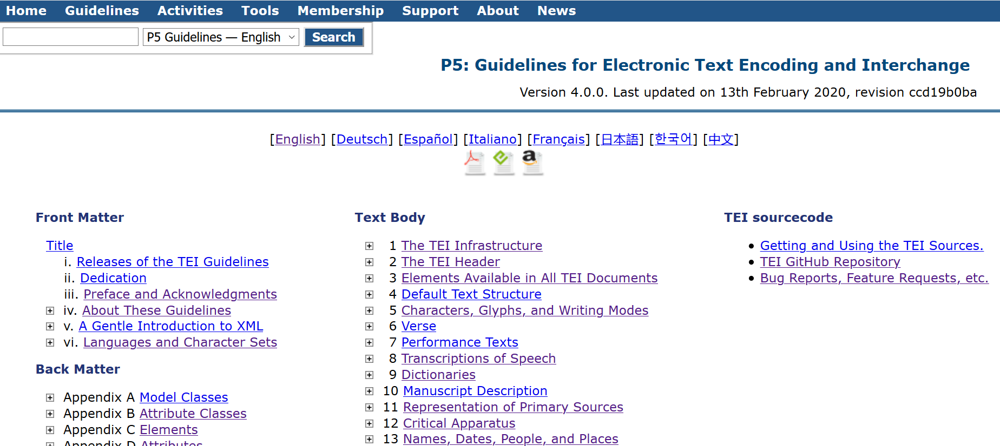 Home Guidelines Activities Tools Membership Support About News
P5 Guidelines — English Search
P5: Guidelines for Electronic Text Encoding and Interchange
Version 4.0.0. Last updated on 13th February 2020, revision ccd19b0ba
[English] [Deutsch] [Español] [Italiano] [Français] [日本語] [한국어] [中文]
Front Matter
Title
i. Releases of the TEI Guidelines
ii. Dedication
iii. Preface and Acknowledgments
iv. About These Guidelines
v. A Gentle Introduction to XML
vi. Languages and Character Sets
Back Matter
Appendix A Model Classes
Appendix B Attribute Classes
Appendix C Elements
Appendix D Attributes
Text Body
1 The TEI Infrastructure
2 The TEI Header
3 Elements Available in All TEI Documents
4 Default Text Structure
5 Characters, Glyphs, and Writing Modes
6 Verse
7 Performance Texts
8 Transcriptions of Speech
9 Dictionaries
10 Manuscript Description
11 Representation of Primary Sources
12 Critical Apparatus
13 Names, Dates, People, and Places
TEI sourcecode
Getting and Using the TEI Sources.
TEI GitHub Repository
Bug Reports, Feature Requests, etc.